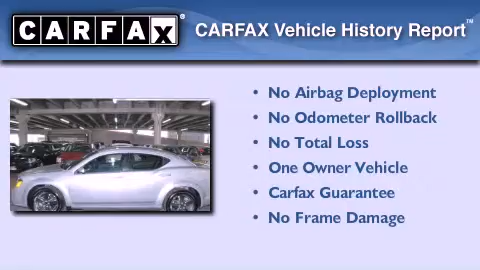 CARFAX® CARFAX Vehicle History Report™
• No Airbag Deployment
• No Odometer Rollback
• No Total Loss
• One Owner Vehicle
• Carfax Guarantee
• No Frame Damage